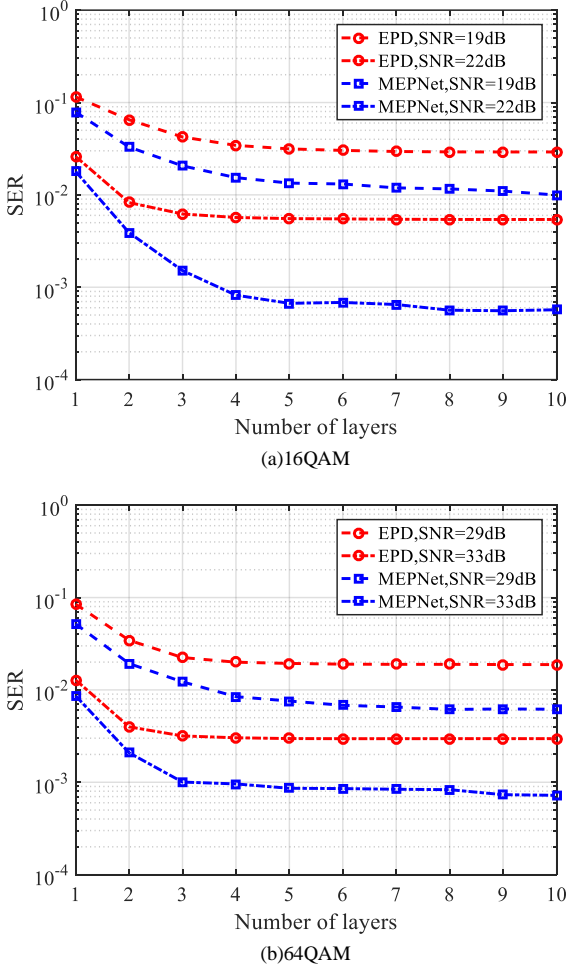 10^0
10^-1
10^-2
10^-3
10^-4
SER
EPD,SNR=19dB
EPD,SNR=22dB
MEPNet,SNR=19dB
MEPNet,SNR=22dB
1 2 3 4 5 6 7 8 9 10
Number of layers
(a)16QAM
10^0
10^-1
10^-2
10^-3
10^-4
SER
EPD,SNR=29dB
EPD,SNR=33dB
MEPNet,SNR=29dB
MEPNet,SNR=33dB
1 2 3 4 5 6 7 8 9 10
Number of layers
(b)64QAM